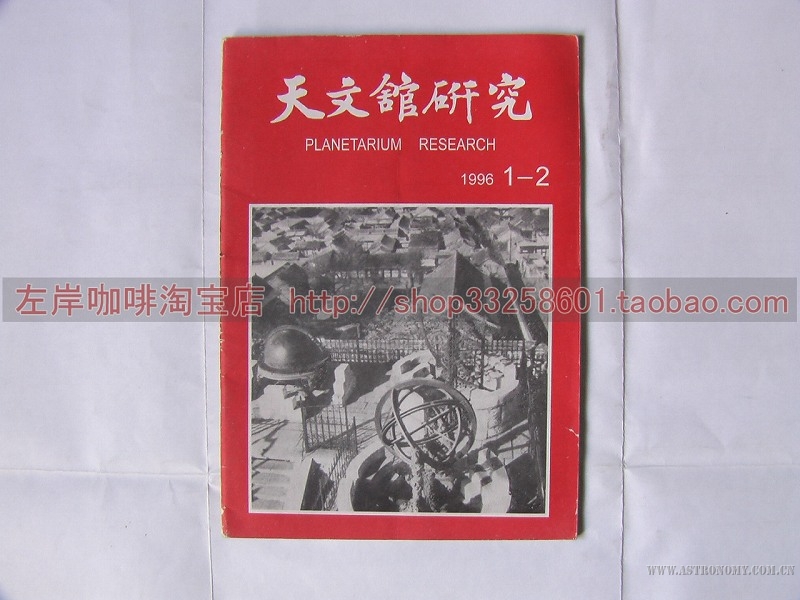 天文舘研究
PLANETARIUM RESEARCH
1996 1-2
左岸咖啡淘宝店 http://shop33258601.taobao.com/
WWW.ASTRONOMY.COM.CN